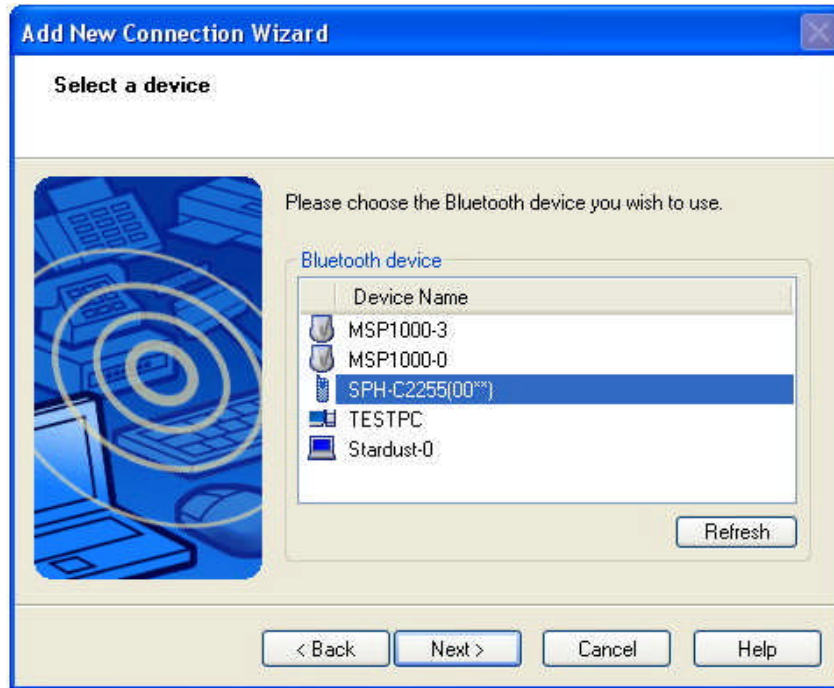 Add New Connection Wizard
Select a device
Please choose the Bluetooth device you wish to use.
Bluetooth device
Device Name
MSP1000-3
MSP1000-0
SPH-C2255(00**)
TESTPC
Stardust-0
Refresh
< Back Next > Cancel Help